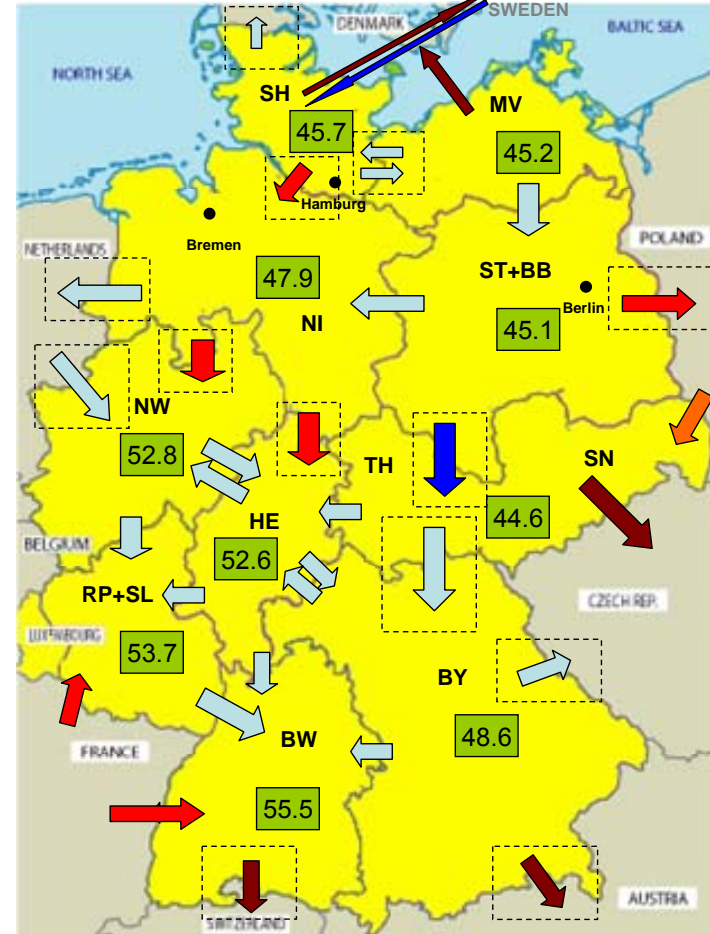 DENMARK
SWEDEN
BALTIC SEA
NORTH SEA
SH
MV
45.7
45.2
Hamburg
Bremen
NETHERLANDS
POLAND
ST+BB
47.9
Berlin
NI
45.1
NW
52.8
TH
SN
44.6
HE
BELGIUM
52.6
RP+SL
CZECH REP.
LUXEMBOURG
53.7
BY
BW
48.6
FRANCE
55.5
AUSTRIA
SWITZERLAND